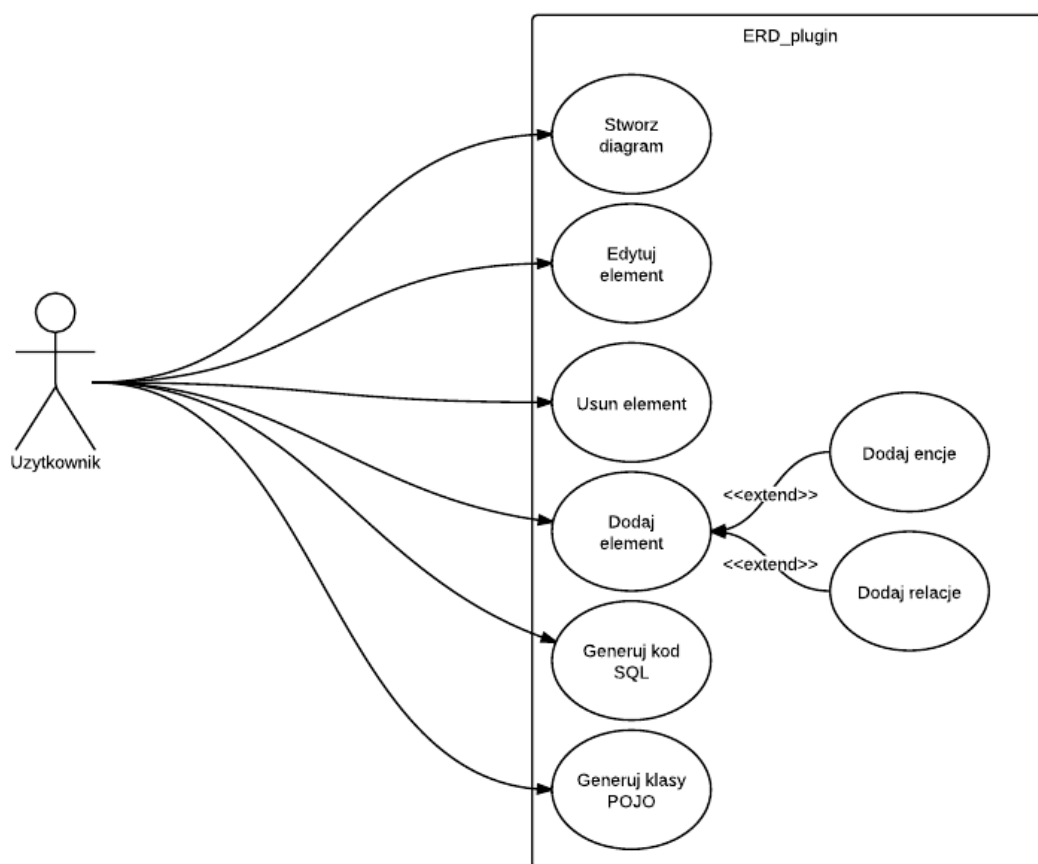 ERD_plugin
Stworz
diagram
Edytuj
element
Usun element
Uzytkownik
Dodaj
element
<<extend>>
<<extend>>
Dodaj encje
Dodaj relacje
Generuj kod
SQL
Generuj klasy
POJO